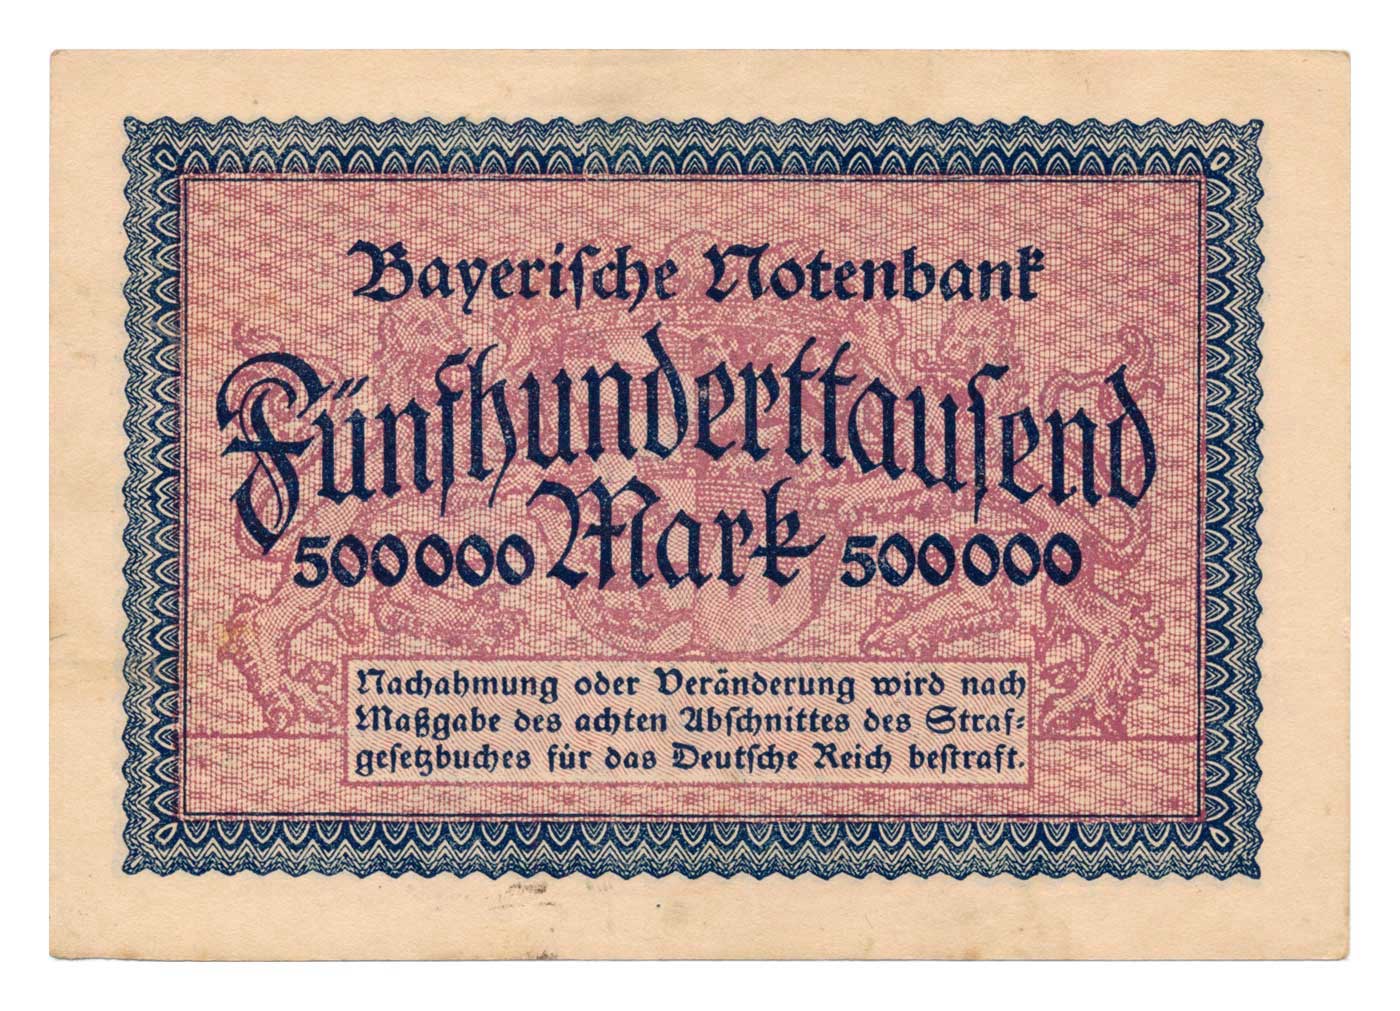 Bayerische Notenbank
Fünfhunderttausend
500000 Mark 500000
Nachahmung oder Veränderung wird nach
Maßgabe des achten Abschnittes des Straf-
gesetzbuches für das Deutsche Reich bestraft.